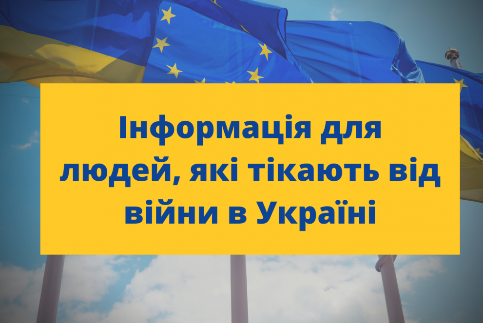 Інформація для
людей, які тікають від
війни в Україні